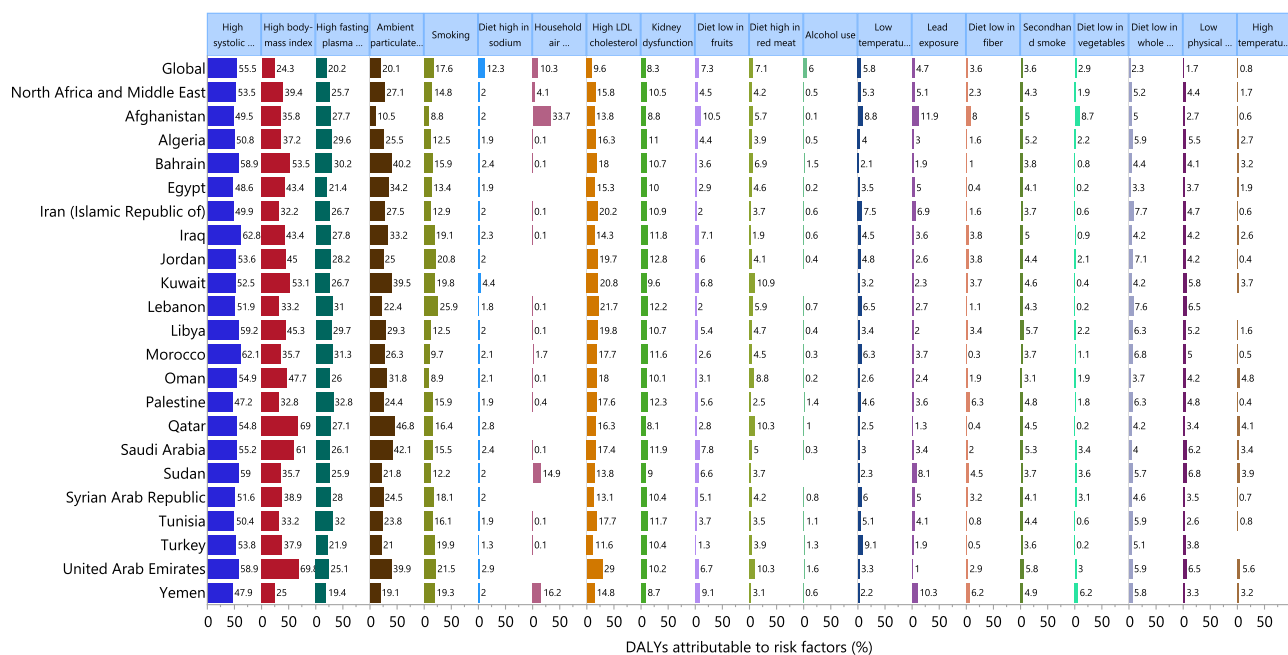 High
systolic ...
High body-
mass index
High fasting
plasma ...
Ambient
particulate...
Smoking
Diet high in
sodium
Household
air ...
High LDL
cholesterol
Kidney
dysfunction
Diet low in
fruits
Diet high in
red meat
Alcohol use
Low
temperatu...
Lead
exposure
Diet low in
fiber
Secondhan
d smoke
Diet low in
vegetables
Diet low in
whole ...
Low
physical ...
High
temperatu...
Global 55.5 24.3 20.2 20.1 17.6 12.3 10.3 9.6 8.3 7.3 7.1 6 5.8 4.7 3.6 3.6 2.9 2.3 1.7 0.8
North Africa and Middle East 53.5 39.4 25.7 27.1 14.8 2 4.1 15.8 10.5 4.5 4.2 0.5 5.3 5.1 2.3 4.3 1.9 5.2 4.4 1.7
Afghanistan 49.5 35.8 27.7 10.5 8.8 2 33.7 13.8 8.8 10.5 5.7 0.1 8.8 11.9 8 5 8.7 5 2.7 0.6
Algeria 50.8 37.2 29.6 25.5 12.5 1.9 0.1 16.3 11 4.4 3.9 0.5 4 3 1.6 5.2 2.2 5.9 5.5 2.7
Bahrain 58.9 53.5 30.2 40.2 15.9 2.4 0.1 18 10.7 3.6 6.9 1.5 2.1 1.9 1 3.8 0.8 4.4 4.1 3.2
Egypt 48.6 43.4 21.4 34.2 13.4 1.9 15.3 10 2.9 4.6 0.2 3.5 5 0.4 4.1 0.2 3.3 3.7 1.9
Iran (Islamic Republic of) 49.9 32.2 26.7 27.5 12.9 2 0.1 20.2 10.9 2 3.7 0.6 7.5 6.9 1.6 3.7 0.6 7.7 4.7 0.6
Iraq 62.8 43.4 27.8 33.2 19.1 2.3 0.1 14.3 11.8 7.1 1.9 0.6 4.5 3.6 3.8 5 0.9 4.2 4.2 2.6
Jordan 53.6 45 28.2 25 20.8 2 19.7 12.8 6 4.1 0.4 4.8 2.6 3.8 4.4 2.1 7.1 4.2 0.4
Kuwait 52.5 53.1 26.7 39.5 19.8 4.4 20.8 9.6 6.8 10.9 3.2 2.3 3.7 4.6 0.4 4.2 5.8 3.7
Lebanon 51.9 33.2 31 22.4 25.9 1.8 0.1 21.7 12.2 2 5.9 0.7 6.5 2.7 1.1 4.3 0.2 7.6 6.5
Libya 59.2 45.3 29.7 29.3 12.5 2 0.1 19.8 10.7 5.4 4.7 0.4 3.4 2 3.4 5.7 2.2 6.3 5.2 1.6
Morocco 62.1 35.7 31.3 26.3 9.7 2.1 1.7 17.7 11.6 2.6 4.5 0.3 6.3 3.7 0.3 3.7 1.1 6.8 5 0.5
Oman 54.9 47.7 26 31.8 8.9 2.1 0.1 18 10.1 3.1 8.8 0.2 2.6 2.4 1.9 3.1 1.9 3.7 4.2 4.8
Palestine 47.2 32.8 32.8 24.4 15.9 1.9 0.4 17.6 12.3 5.6 2.5 1.4 4.6 3.6 6.3 4.8 1.8 6.3 4.8 0.4
Qatar 54.8 69 27.1 46.8 16.4 2.8 16.3 8.1 2.8 10.3 1 2.5 1.3 0.4 4.5 0.2 4.2 3.4 4.1
Saudi Arabia 55.2 61 26.1 42.1 15.5 2.4 0.1 17.4 11.9 7.8 5 0.3 3 3.4 2 5.3 3.4 4 6.2 3.4
Sudan 59 35.7 25.9 21.8 12.2 2 14.9 13.8 9 6.6 3.7 2.3 8.1 4.5 3.7 3.6 5.7 6.8 3.9
Syrian Arab Republic 51.6 38.9 28 24.5 18.1 2 13.1 10.4 5.1 4.2 0.8 6 5 3.2 4.1 3.1 4.6 3.5 0.7
Tunisia 50.4 33.2 32 23.8 16.1 1.9 0.1 17.7 11.7 3.7 3.5 1.1 5.1 4.1 0.8 4.4 0.6 5.9 2.6 0.8
Turkey 53.8 37.9 21.9 21 19.9 1.3 0.1 11.6 10.4 1.3 3.9 1.3 9.1 1.9 0.5 3.6 0.2 5.1 3.8
United Arab Emirates 58.9 69.8 25.1 39.9 21.5 2.9 29 10.2 6.7 10.3 1.6 3.3 1 2.9 5.8 3 5.9 6.5 5.6
Yemen 47.9 25 19.4 19.1 19.3 2 16.2 14.8 8.7 9.1 3.1 0.6 2.2 10.3 6.2 4.9 6.2 5.8 3.3 3.2
0 50 0 50 0 50 0 50 0 50 0 50 0 50 0 50 0 50 0 50 0 50 0 50 0 50 0 50 0 50 0 50 0 50 0 50 0 50 0 50
DALYs attributable to risk factors (%)